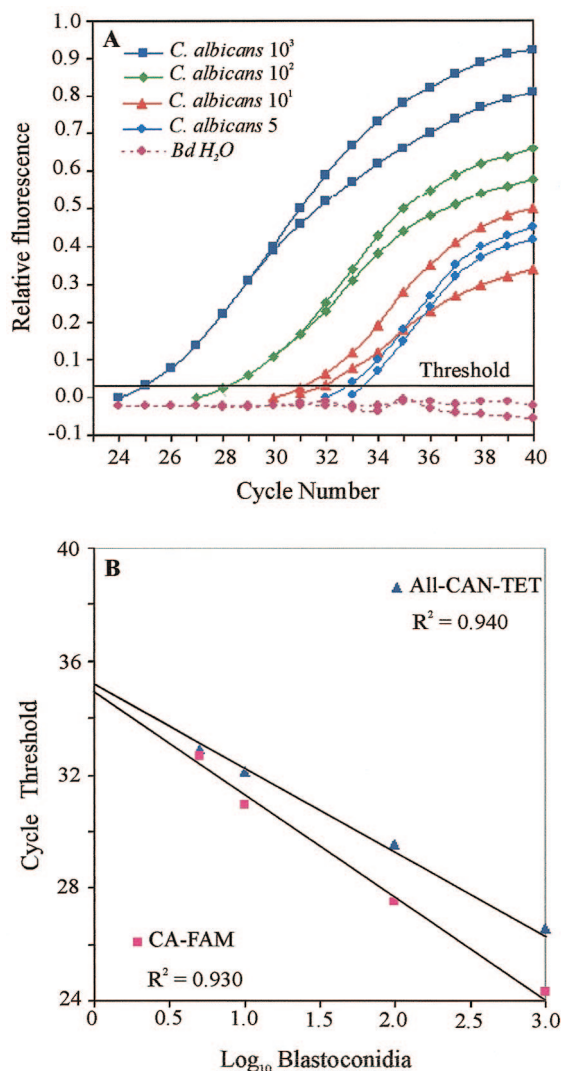 A
C. albicans 10³
C. albicans 10²
C. albicans 10¹
C. albicans 5
Bd H₂O
Threshold
Relative fluorescence
1.0
0.9
0.8
0.7
0.6
0.5
0.4
0.3
0.2
0.1
0.0
-0.1
24 26 28 30 32 34 36 38 40
Cycle Number
B
All-CAN-TET
R² = 0.940
CA-FAM
R² = 0.930
Cycle Threshold
40
36
32
28
24
0 0.5 1.0 1.5 2.0 2.5 3.0
Log₁₀ Blastoconidia